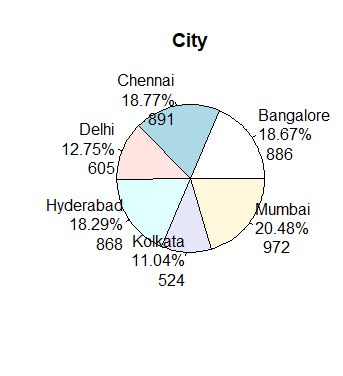 City
Chennai
18.77%
891
Bangalore
18.67%
886
Delhi
12.75%
605
Hyderabad
18.29%
868
Kolkata
11.04%
524
Mumbai
20.48%
972